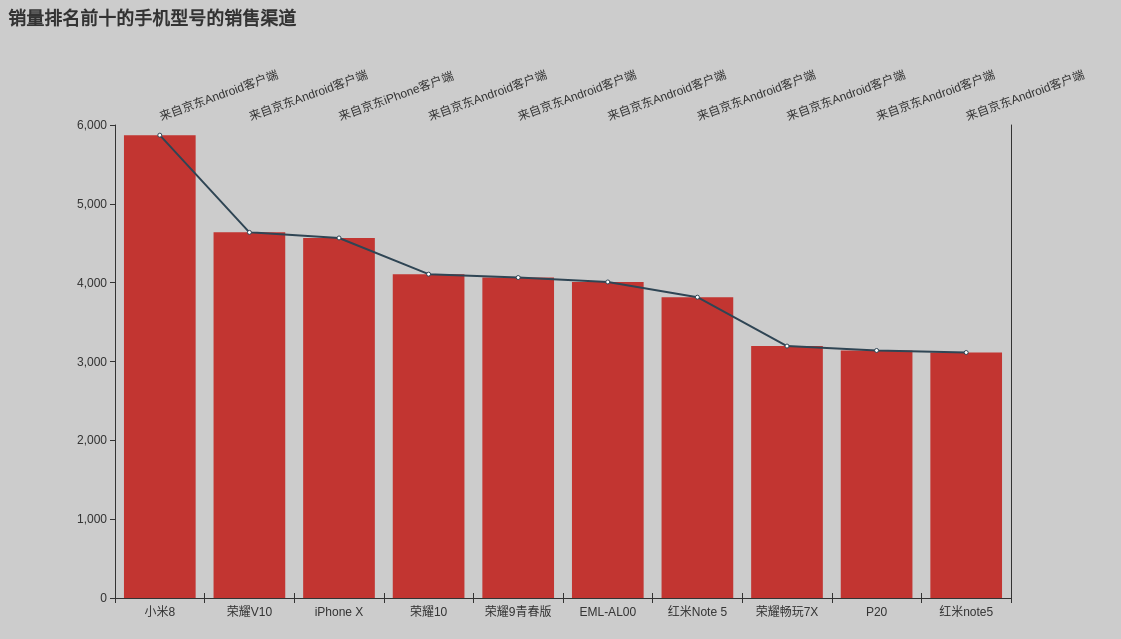 销量排名前十的手机型号的销售渠道
来自京东Android客户端
来自京东Android客户端
来自京东iPhone客户端
来自京东Android客户端
来自京东Android客户端
来自京东Android客户端
来自京东Android客户端
来自京东Android客户端
来自京东Android客户端
来自京东Android客户端
6,000
5,000
4,000
3,000
2,000
1,000
0
小米8
荣耀V10
iPhone X
荣耀10
荣耀9青春版
EML-AL00
红米Note 5
荣耀畅玩7X
P20
红米note5